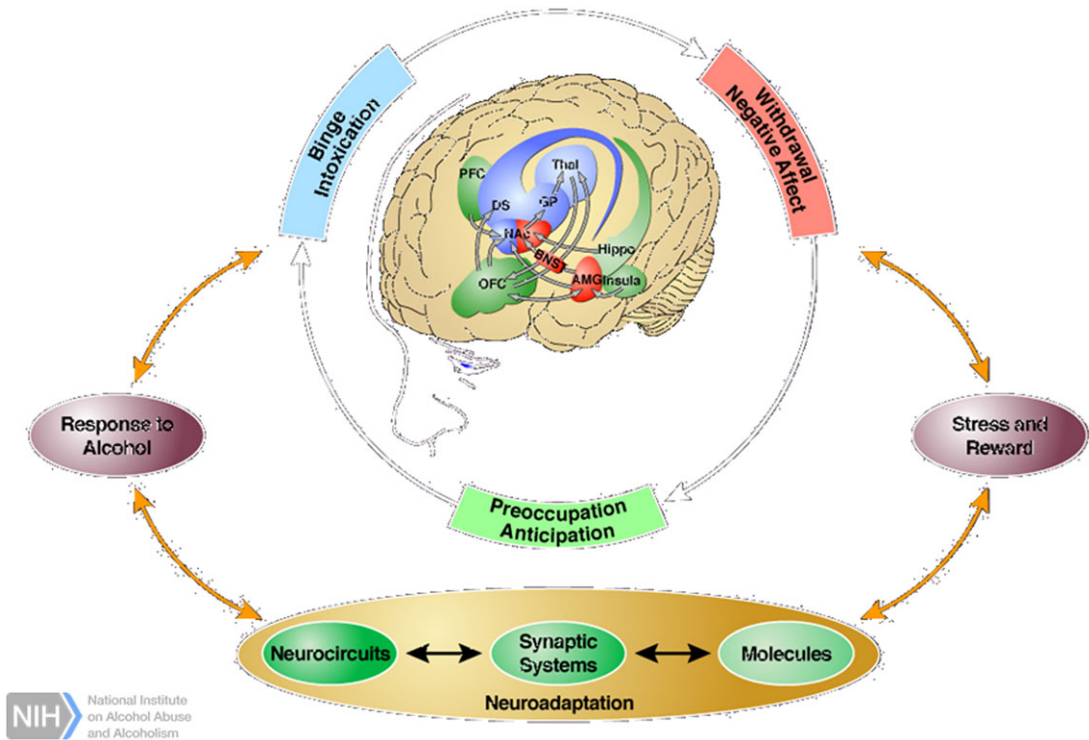 Binge
Intoxication
Withdrawal
Negative Affect
PFC
Thal
DS
GP
NAc
BNST
Hippo
OFC
AMG
Insula
Response to
Alcohol
Stress and
Reward
Preoccupation
Anticipation
Neurocircuits
Synaptic
Systems
Molecules
Neuroadaptation
NIH
National Institute
on Alcohol Abuse
and Alcoholism